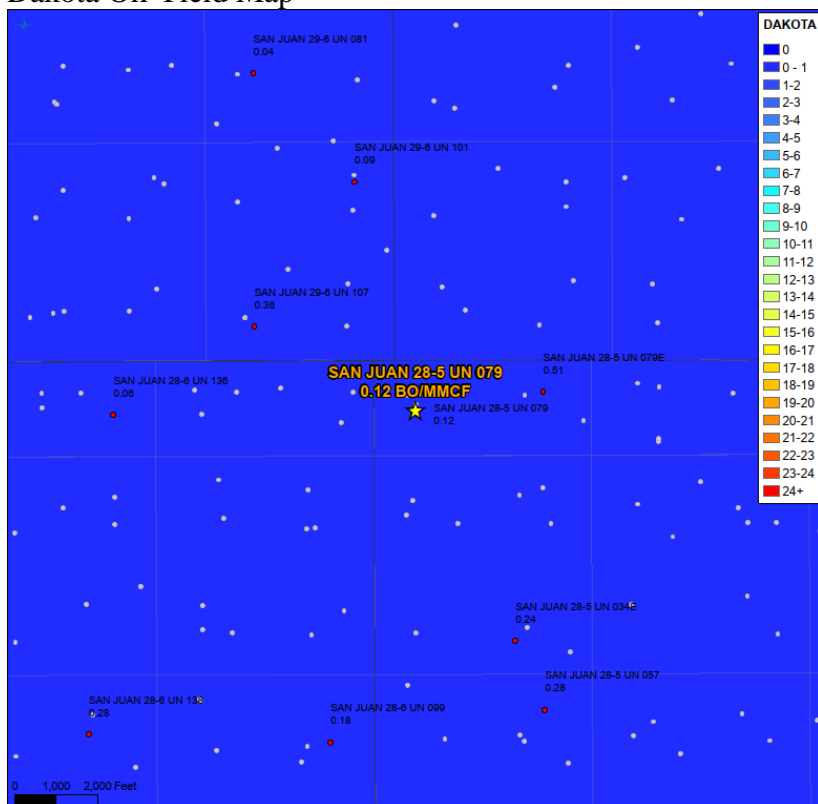 Dakota Oil Yield Map
SAN JUAN 29-6 UN 081
0.04
SAN JUAN 29-6 UN 101
0.09
SAN JUAN 29-6 UN 107
0.36
SAN JUAN 28-5 UN 079
0.12 BO/MMCF
SAN JUAN 28-5 UN 079E
0.51
SAN JUAN 28-6 UN 136
0.06
SAN JUAN 28-5 UN 079
0.12
SAN JUAN 28-5 UN 034E
0.24
SAN JUAN 28-5 UN 057
0.28
SAN JUAN 28-6 UN 138
0.28
SAN JUAN 28-6 UN 099
0.18
0 1,000 2,000 Feet
DAKOTA
0
0 - 1
1-2
2-3
3-4
4-5
5-6
6-7
7-8
8-9
9-10
10-11
11-12
12-13
13-14
14-15
15-16
16-17
17-18
18-19
19-20
20-21
21-22
22-23
23-24
24+